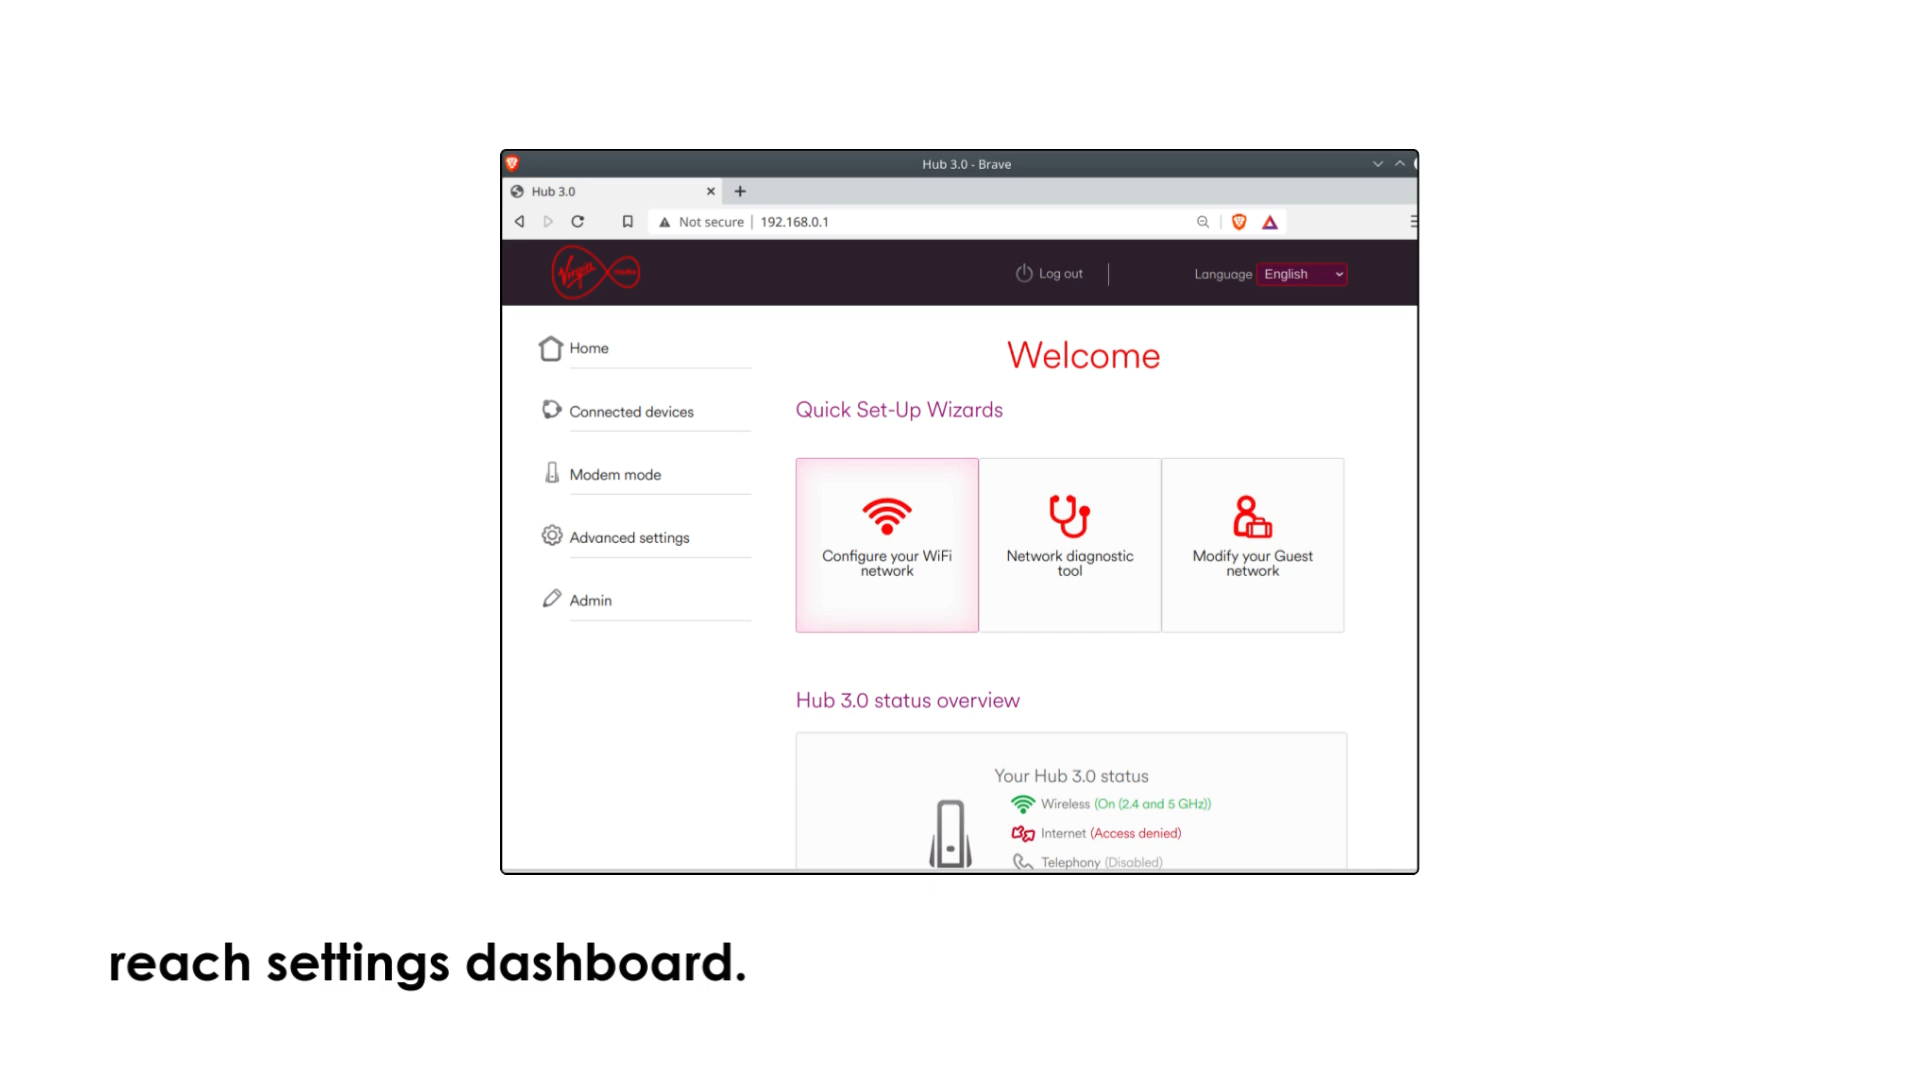 Hub 3.0 - Brave
Hub 3.0
Not secure | 192.168.0.1
Virgin media
Log out
Language English
Home
Connected devices
Modem mode
Advanced settings
Admin
Welcome
Quick Set-Up Wizards
Configure your WiFi
network
Network diagnostic
tool
Modify your Guest
network
Hub 3.0 status overview
Your Hub 3.0 status
Wireless (On (2.4 and 5 GHz))
Internet (Access denied)
Telephony (Disabled)
reach settings dashboard.